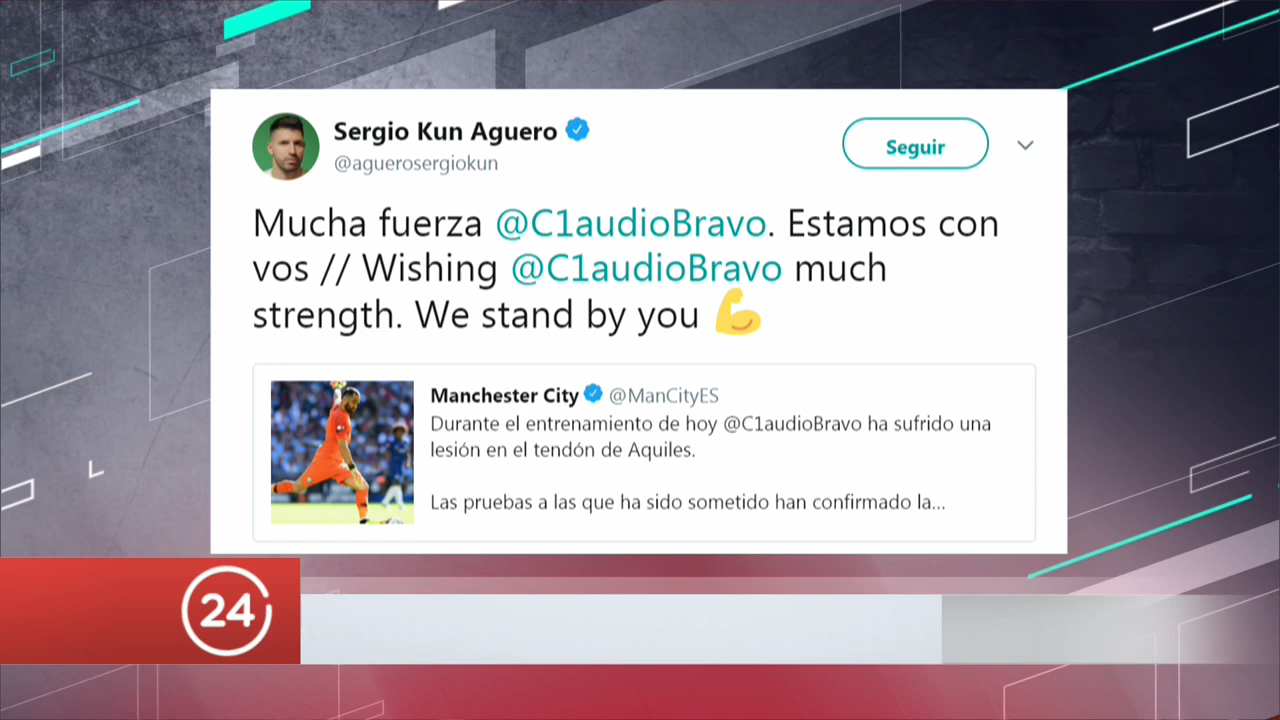 Sergio Kun Aguero
@aguerosergiokun
Seguir
Mucha fuerza @C1audioBravo. Estamos con
vos // Wishing @C1audioBravo much
strength. We stand by you 💪
Manchester City @ManCityES
Durante el entrenamiento de hoy @C1audioBravo ha sufrido una
lesión en el tendón de Aquiles.
Las pruebas a las que ha sido sometido han confirmado la...
24